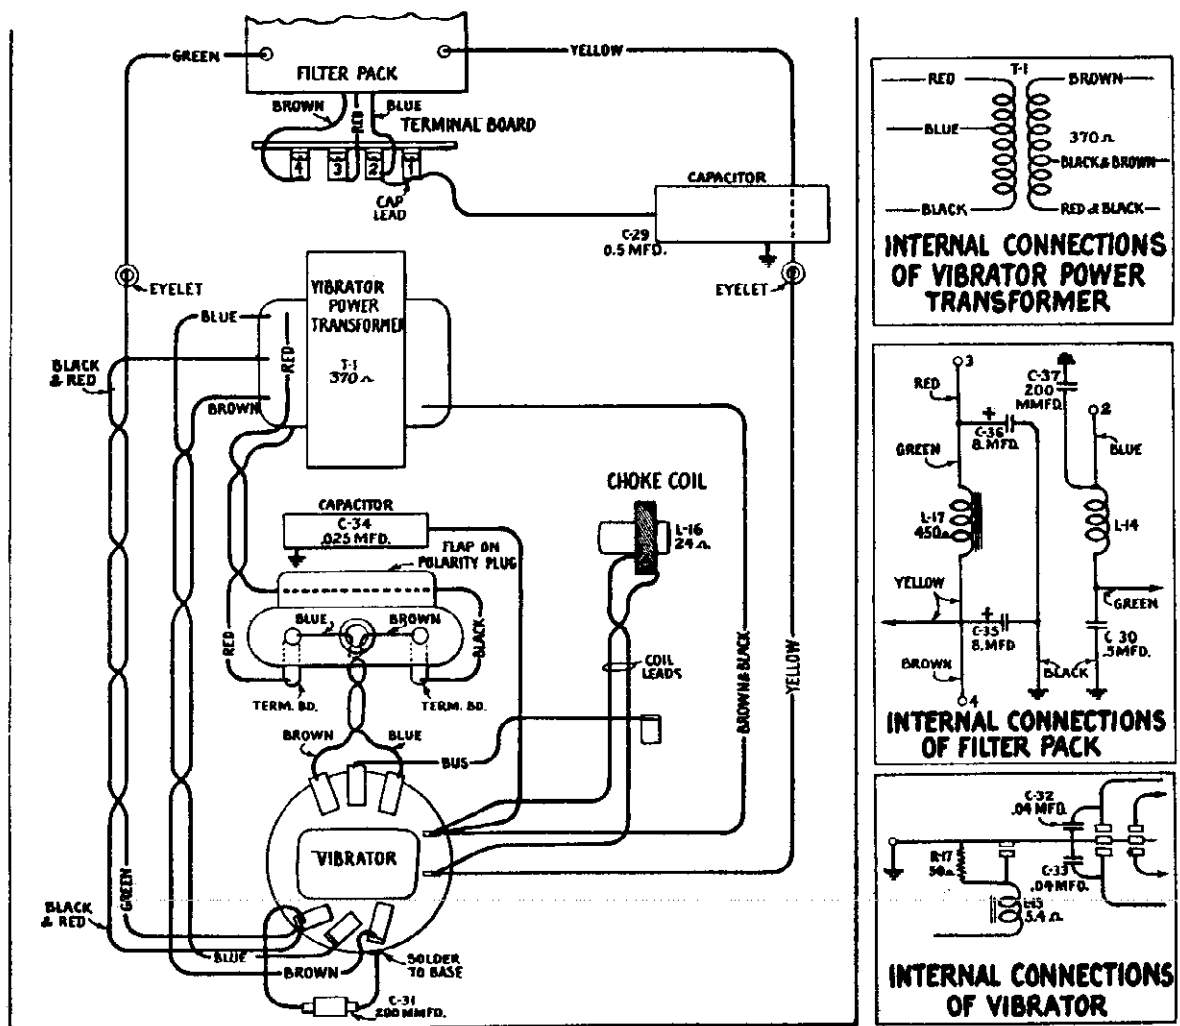 GREEN
YELLOW
FILTER PACK
BROWN
RED
BLUE
TERMINAL BOARD
4
3
2
1
CAP
LEAD
CAPACITOR
C-29
0.5 MFD.
EYELET
EYELET
VIBRATOR
POWER
TRANSFORMER
T-1
370 Ω
BLUE
RED
BLACK
& RED
BROWN
CHOKE COIL
L-16
24 Ω
CAPACITOR
C-34
.025 MFD.
FLAP ON
POLARITY PLUG
BLUE
BROWN
RED
BLACK
TERM. BD.
TERM. BD.
COIL
LEADS
BROWN & BLACK
YELLOW
BROWN
BLUE
BUS
VIBRATOR
BLACK
& RED
GREEN
BLUE
BROWN
SOLDER
TO BASE
C-31
200 MMFD.
T-1
RED
BROWN
BLUE
370 Ω
BLACK & BROWN
BLACK
RED & BLACK
INTERNAL CONNECTIONS
OF VIBRATOR POWER
TRANSFORMER
3
C-37
200
MMFD.
RED
2
+
C-36
8. MFD.
GREEN
BLUE
L-17
450Ω
L-14
YELLOW
GREEN
+
C-35
8. MFD
C-30
.5MFD.
BROWN
BLACK
4
INTERNAL CONNECTIONS
OF FILTER PACK
C-32
.04 MFD.
R-17
50Ω
C-33
.04 MFD.
L-15
5.4 Ω
INTERNAL CONNECTIONS
OF VIBRATOR